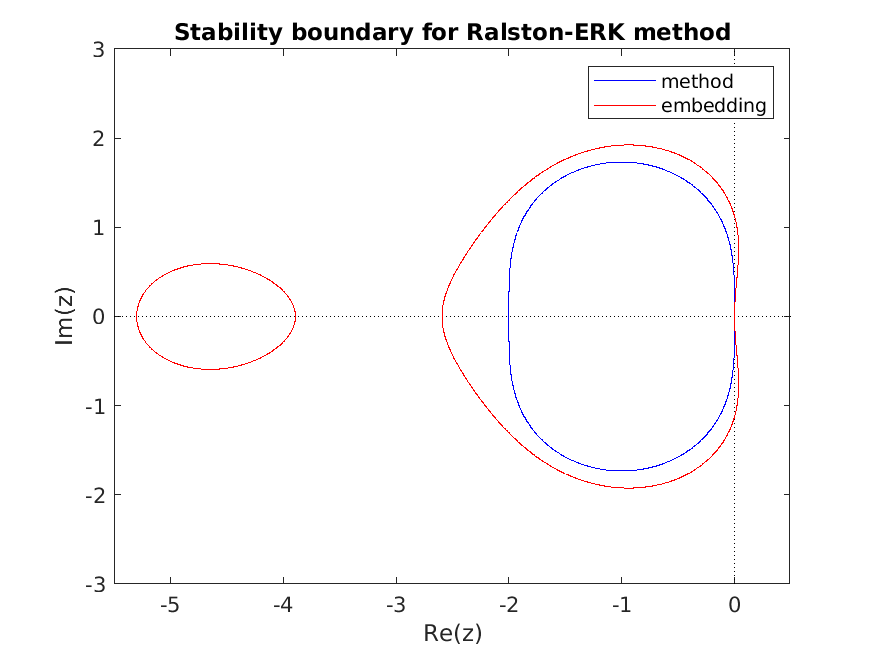 Stability boundary for Ralston-ERK method
method
embedding
3
2
1
0
-1
-2
-3
Im(z)
-5
-4
-3
-2
-1
0
Re(z)